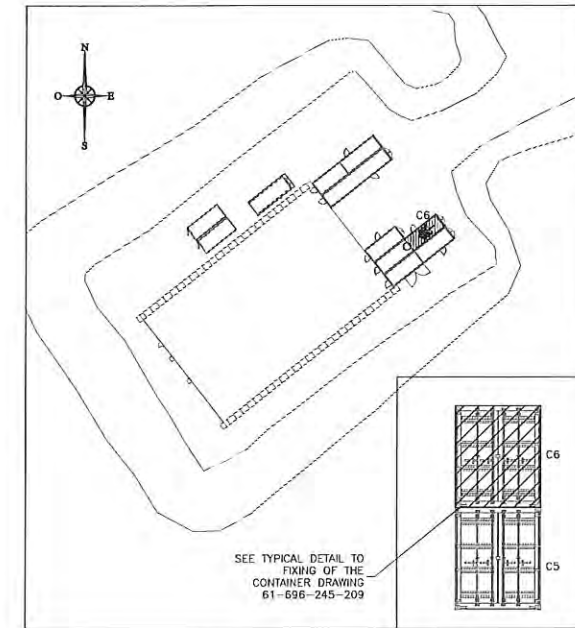 N
O E
S
C6
C6
C5
SEE TYPICAL DETAIL TO
FIXING OF THE
CONTAINER DRAWING
61-696-245-209